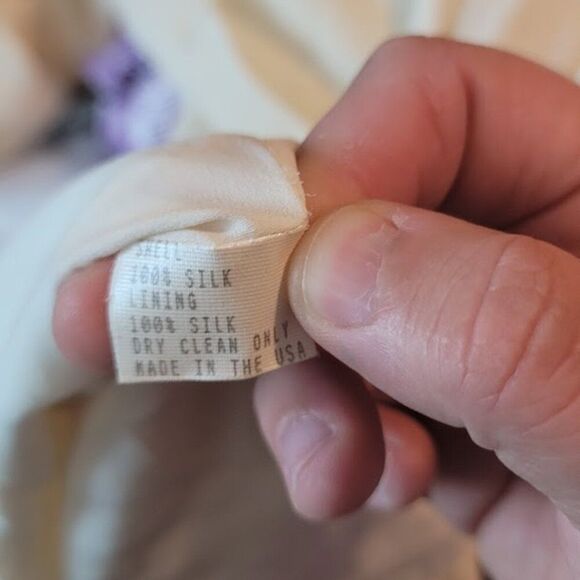 SHELL
100% SILK
LINING
100% SILK
DRY CLEAN ONLY
MADE IN THE USA